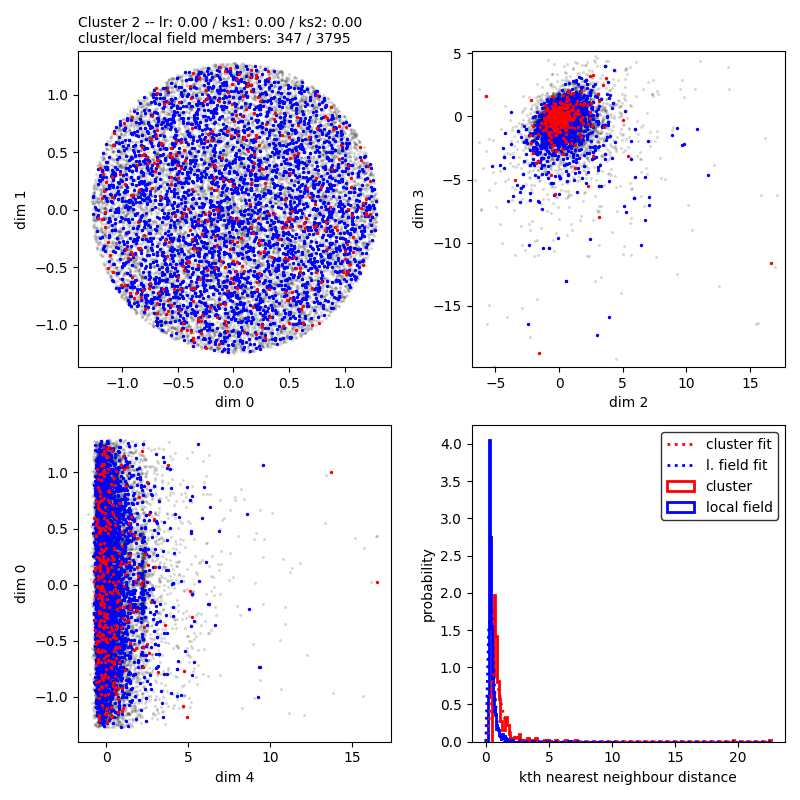 Cluster 2 -- lr: 0.00 / ks1: 0.00 / ks2: 0.00
cluster/local field members: 347 / 3795
1.0
0.5
0.0
−0.5
−1.0
dim 1
−1.0 −0.5 0.0 0.5 1.0
dim 0
5
0
−5
−10
−15
dim 3
−5 0 5 10 15
dim 2
1.0
0.5
0.0
−0.5
−1.0
dim 0
0 5 10 15
dim 4
4.0
3.5
3.0
2.5
2.0
1.5
1.0
0.5
0.0
probability
cluster fit
l. field fit
cluster
local field
0 5 10 15 20
kth nearest neighbour distance